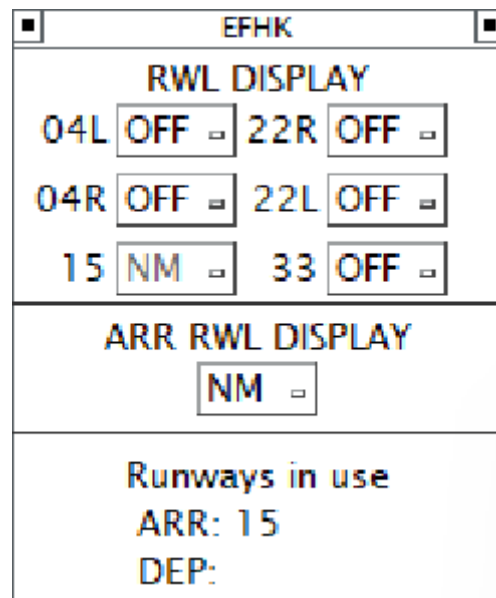 EFHK
RWL DISPLAY
04L OFF 22R OFF
04R OFF 22L OFF
15 NM 33 OFF
ARR RWL DISPLAY
NM
Runways in use
ARR: 15
DEP: